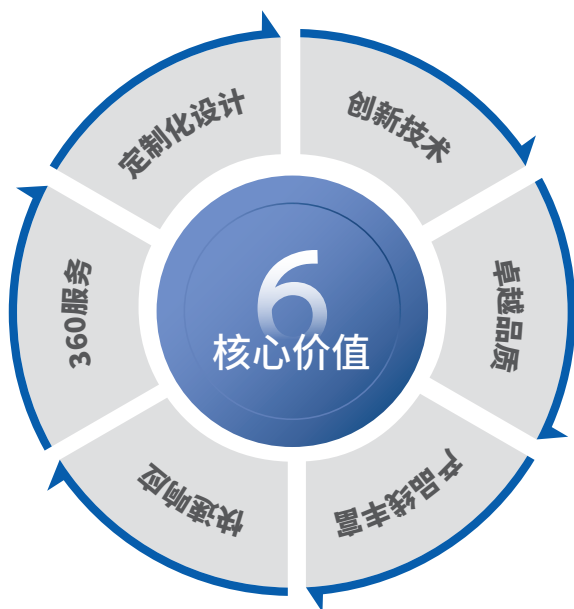 6
核心价值
创新技术
卓越品质
产品线丰富
快速响应
360服务
定制化设计